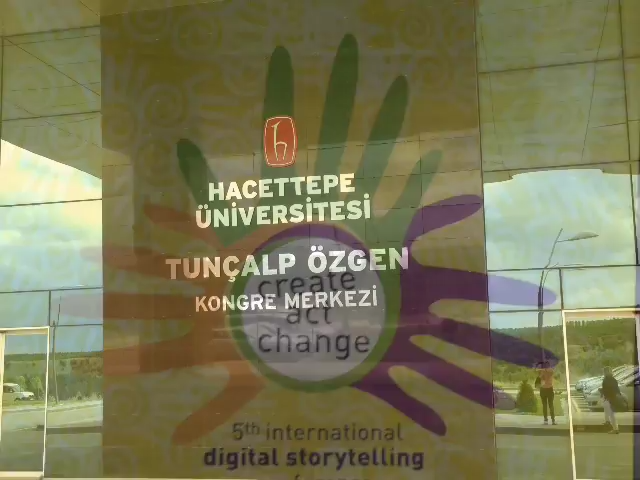 HACETTEPE
ÜNİVERSİTESİ
TUNÇALP ÖZGEN
KONGRE MERKEZİ
create
act
change
5th international
digital storytelling